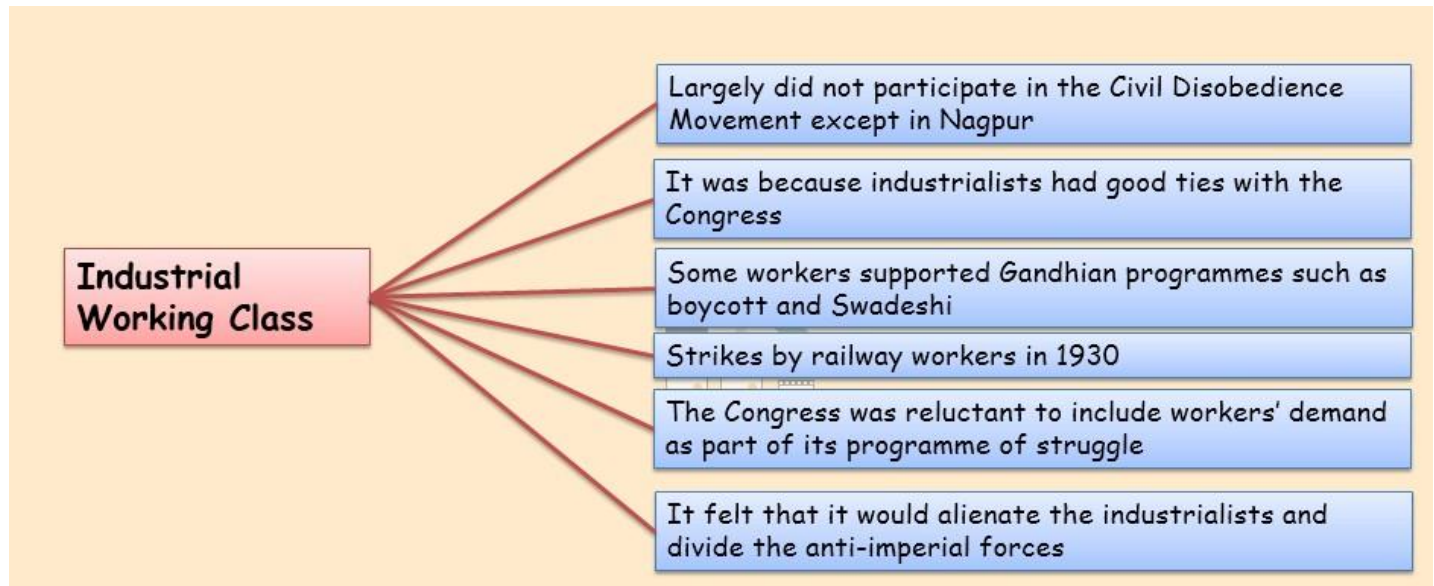 Largely did not participate in the Civil Disobedience
Movement except in Nagpur
It was because industrialists had good ties with the
Congress
Industrial
Working Class
Some workers supported Gandhian programmes such as
boycott and Swadeshi
Strikes by railway workers in 1930
The Congress was reluctant to include workers' demand
as part of its programme of struggle
It felt that it would alienate the industrialists and
divide the anti-imperial forces